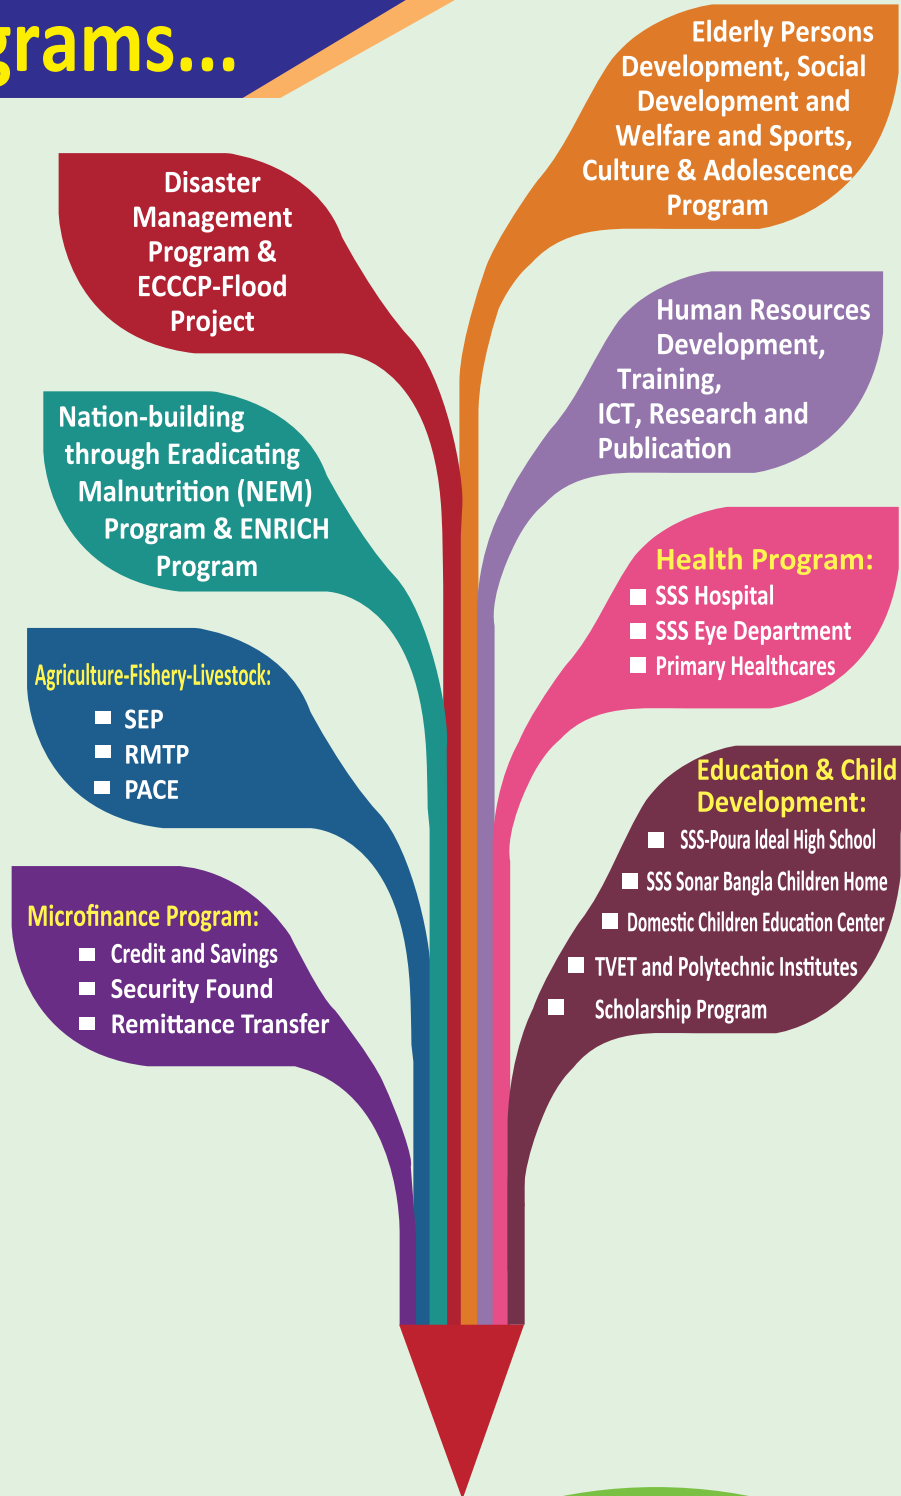 grams...
Elderly Persons
Development, Social
Development and
Welfare and Sports,
Culture & Adolescence
Program
Disaster
Management
Program &
ECCCP-Flood
Project
Human Resources
Development,
Training,
ICT, Research and
Publication
Nation-building
through Eradicating
Malnutrition (NEM)
Program & ENRICH
Program
Health Program:
SSS Hospital
SSS Eye Department
Primary Healthcares
Agriculture-Fishery-Livestock:
SEP
RMTP
PACE
Education & Child
Development:
SSS-Poura Ideal High School
SSS Sonar Bangla Children Home
Domestic Children Education Center
TVET and Polytechnic Institutes
Scholarship Program
Microfinance Program:
Credit and Savings
Security Found
Remittance Transfer